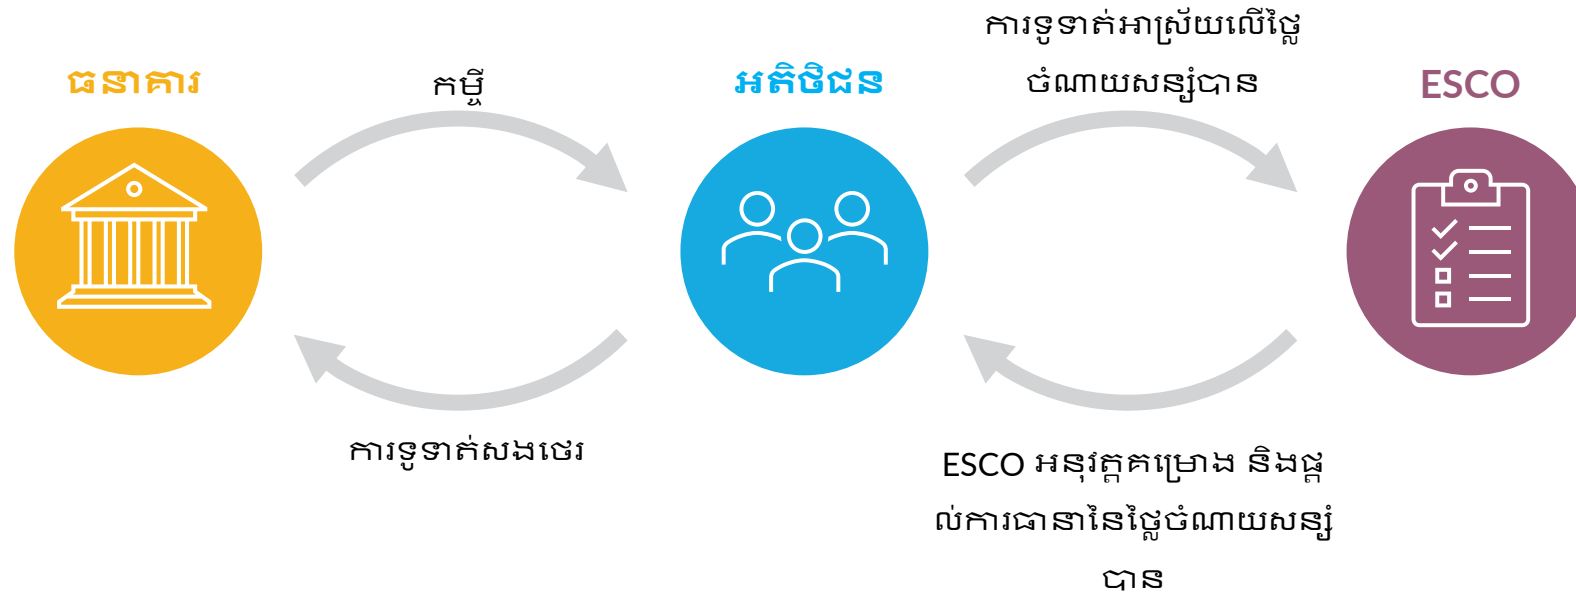 ធនាគារ
កម្ចី
អតិថិជន
ការទូទាត់អាស្រ័យលើថ្លៃ
ចំណាយសន្សំបាន
ESCO
ការទូទាត់សងថេរ
ESCO អនុវត្តគម្រោង និងផ្ត
ល់ការធានានៃថ្លៃចំណាយសន្សំ
បាន